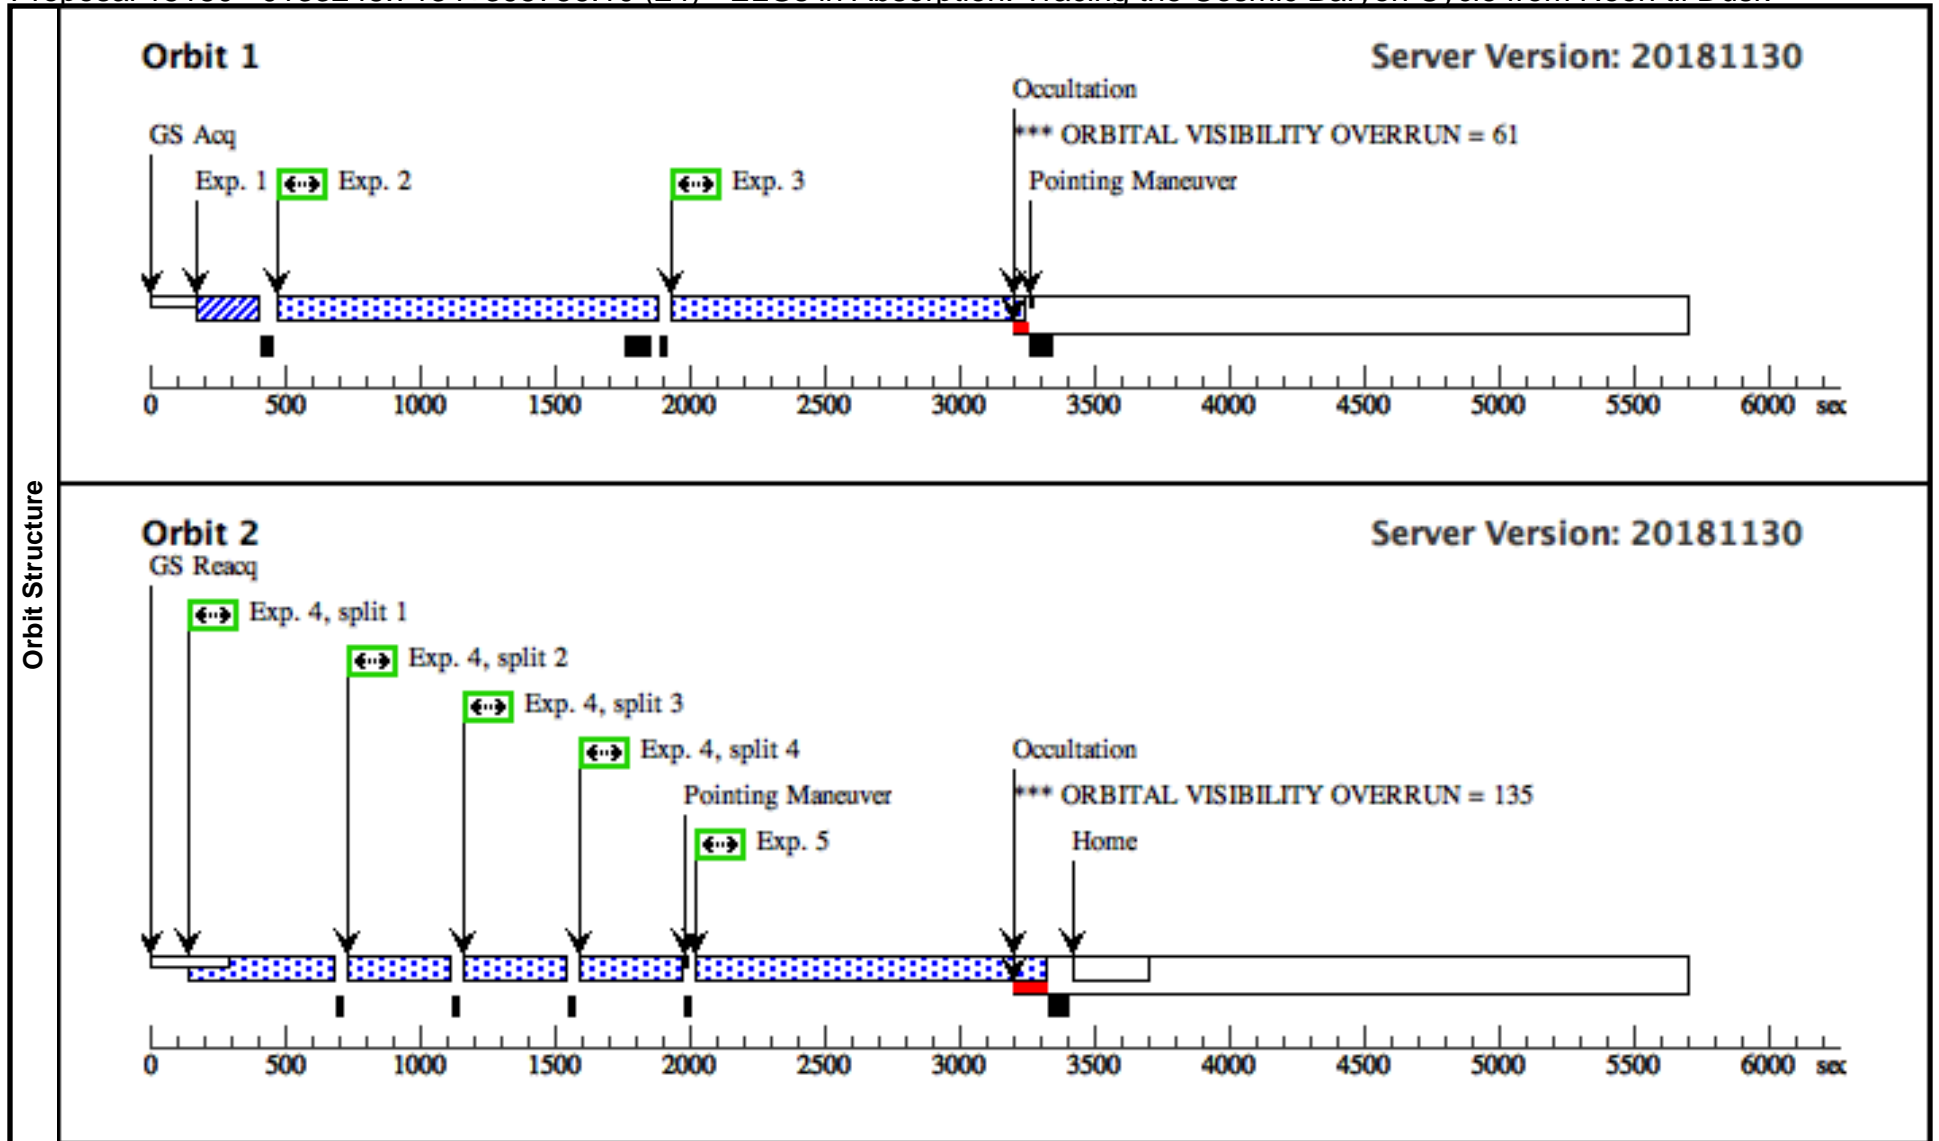 Orbit Structure
Orbit 1
Server Version: 20181130
Occultation
GS Acq
*** ORBITAL VISIBILITY OVERRUN = 61
Exp. 1
Exp. 2
Exp. 3
Pointing Maneuver
0 500 1000 1500 2000 2500 3000 3500 4000 4500 5000 5500 6000 sec
Orbit 2
Server Version: 20181130
GS Reacq
Exp. 4, split 1
Exp. 4, split 2
Exp. 4, split 3
Exp. 4, split 4
Occultation
Pointing Maneuver
*** ORBITAL VISIBILITY OVERRUN = 135
Exp. 5
Home
0 500 1000 1500 2000 2500 3000 3500 4000 4500 5000 5500 6000 sec